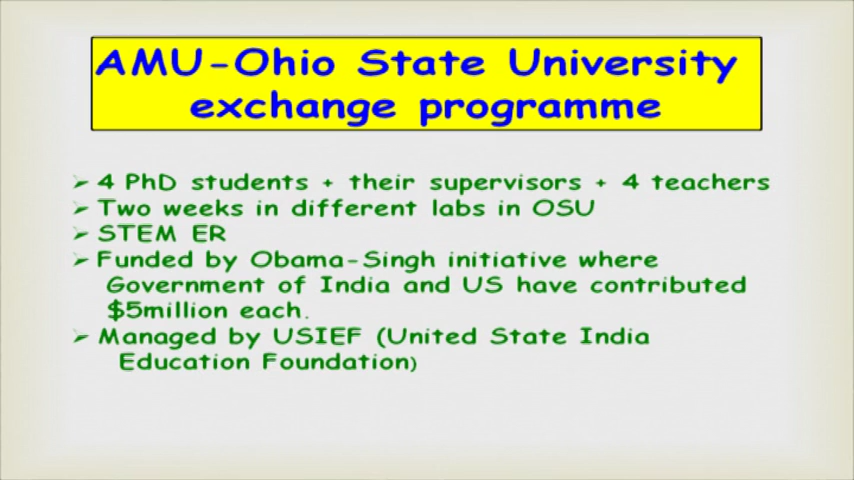 AMU-Ohio State University
exchange programme
➢ 4 PhD students + their supervisors + 4 teachers
➢ Two weeks in different labs in OSU
➢ STEM ER
➢ Funded by Obama-Singh initiative where
Government of India and US have contributed
$5million each.
➢ Managed by USIEF (United State India
Education Foundation)